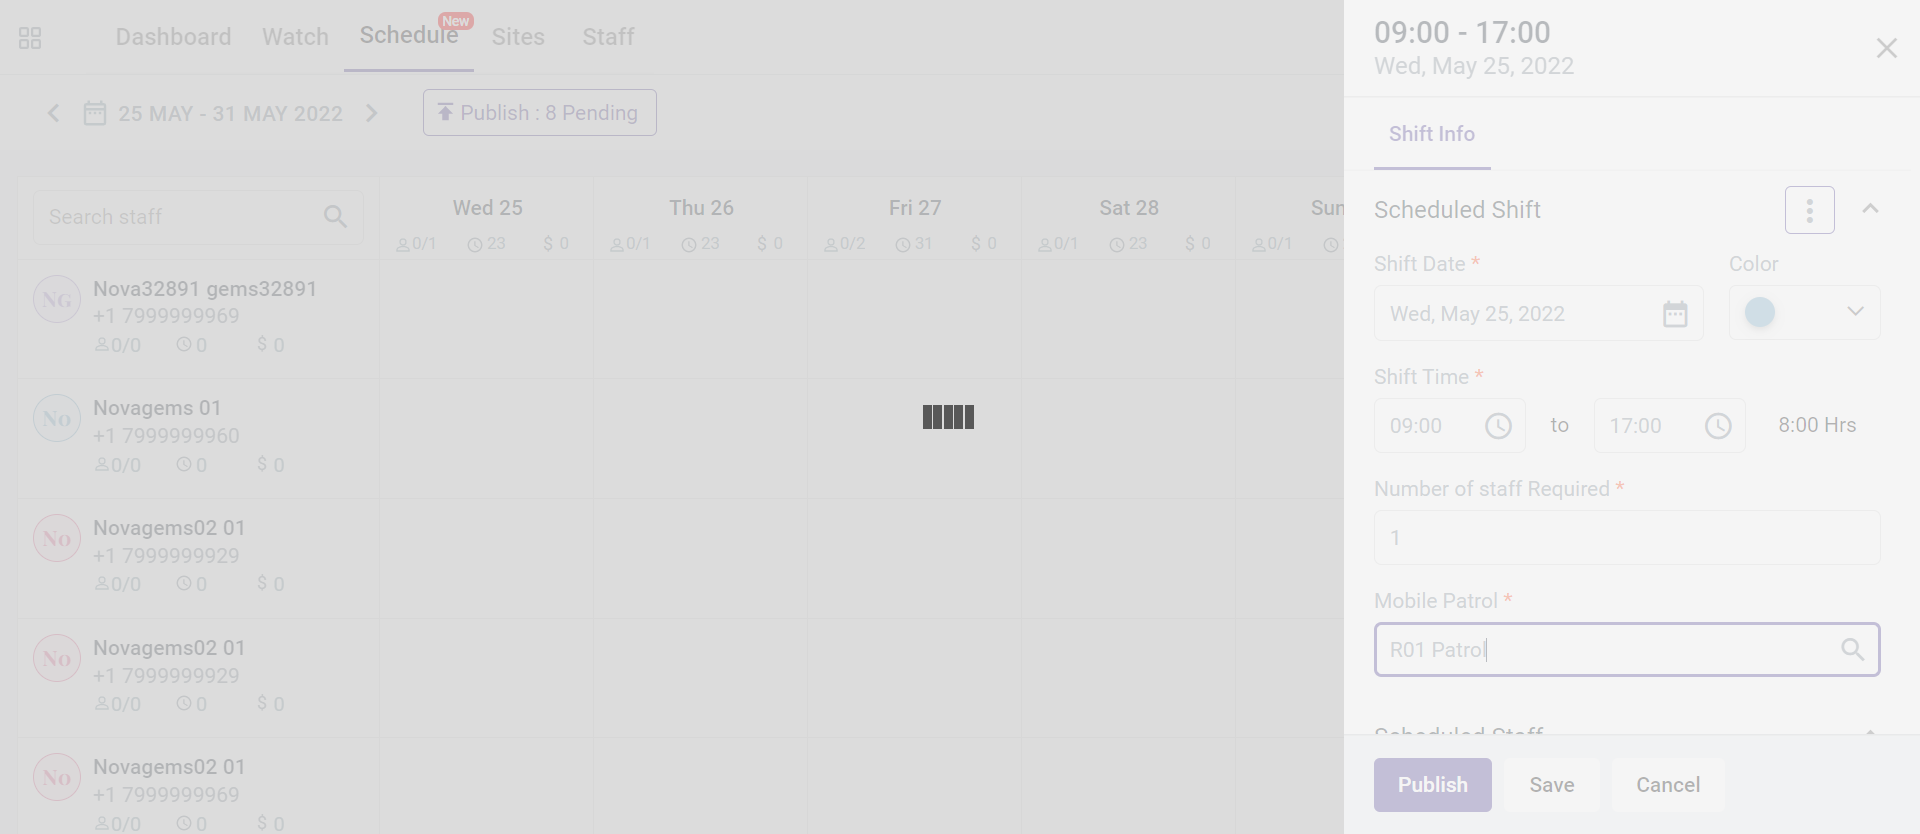 Dashboard Watch Schedule New Sites Staff
25 MAY - 31 MAY 2022 Publish : 8 Pending
Search staff
Wed 25 Thu 26 Fri 27 Sat 28 Sun
0/1 23 $ 0 0/1 23 $ 0 0/2 31 $ 0 0/1 23 $ 0 0/1
NG Nova32891 gems32891
+1 7999999969
0/0 0 $ 0
No Novagems 01
+1 7999999960
0/0 0 $ 0
No Novagems02 01
+1 7999999929
0/0 0 $ 0
No Novagems02 01
+1 7999999929
0/0 0 $ 0
No Novagems02 01
+1 7999999969
0/0 0 $ 0
09:00 - 17:00
Wed, May 25, 2022
Shift Info
Scheduled Shift
Shift Date * Color
Wed, May 25, 2022
Shift Time *
09:00 to 17:00 8:00 Hrs
Number of staff Required *
1
Mobile Patrol *
R01 Patrol
Scheduled Staff
Publish Save Cancel